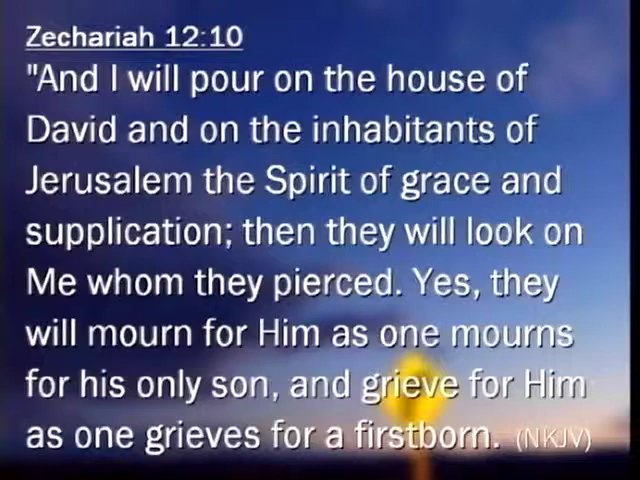 Zechariah 12:10
"And I will pour on the house of
David and on the inhabitants of
Jerusalem the Spirit of grace and
supplication; then they will look on
Me whom they pierced. Yes, they
will mourn for Him as one mourns
for his only son, and grieve for Him
as one grieves for a firstborn. (NKJV)